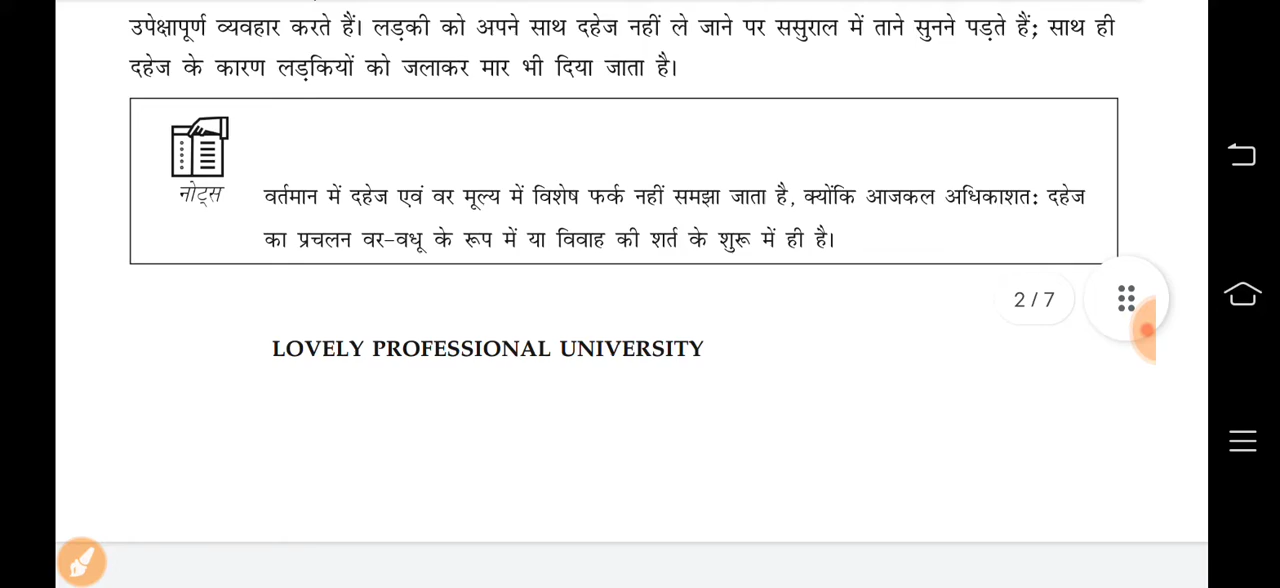 उपेक्षापूर्ण व्यवहार करते हैं। लड़की को अपने साथ दहेज नहीं ले जाने पर ससुराल में ताने सुनने पड़ते हैं; साथ ही
दहेज के कारण लड़कियों को जलाकर मार भी दिया जाता है।
नोट्स
वर्तमान में दहेज एवं वर मूल्य में विशेष फर्क नहीं समझा जाता है, क्योंकि आजकल अधिकाशत: दहेज
का प्रचलन वर-वधू के रूप में या विवाह की शर्त के शुरू में ही है।
2 / 7
LOVELY PROFESSIONAL UNIVERSITY